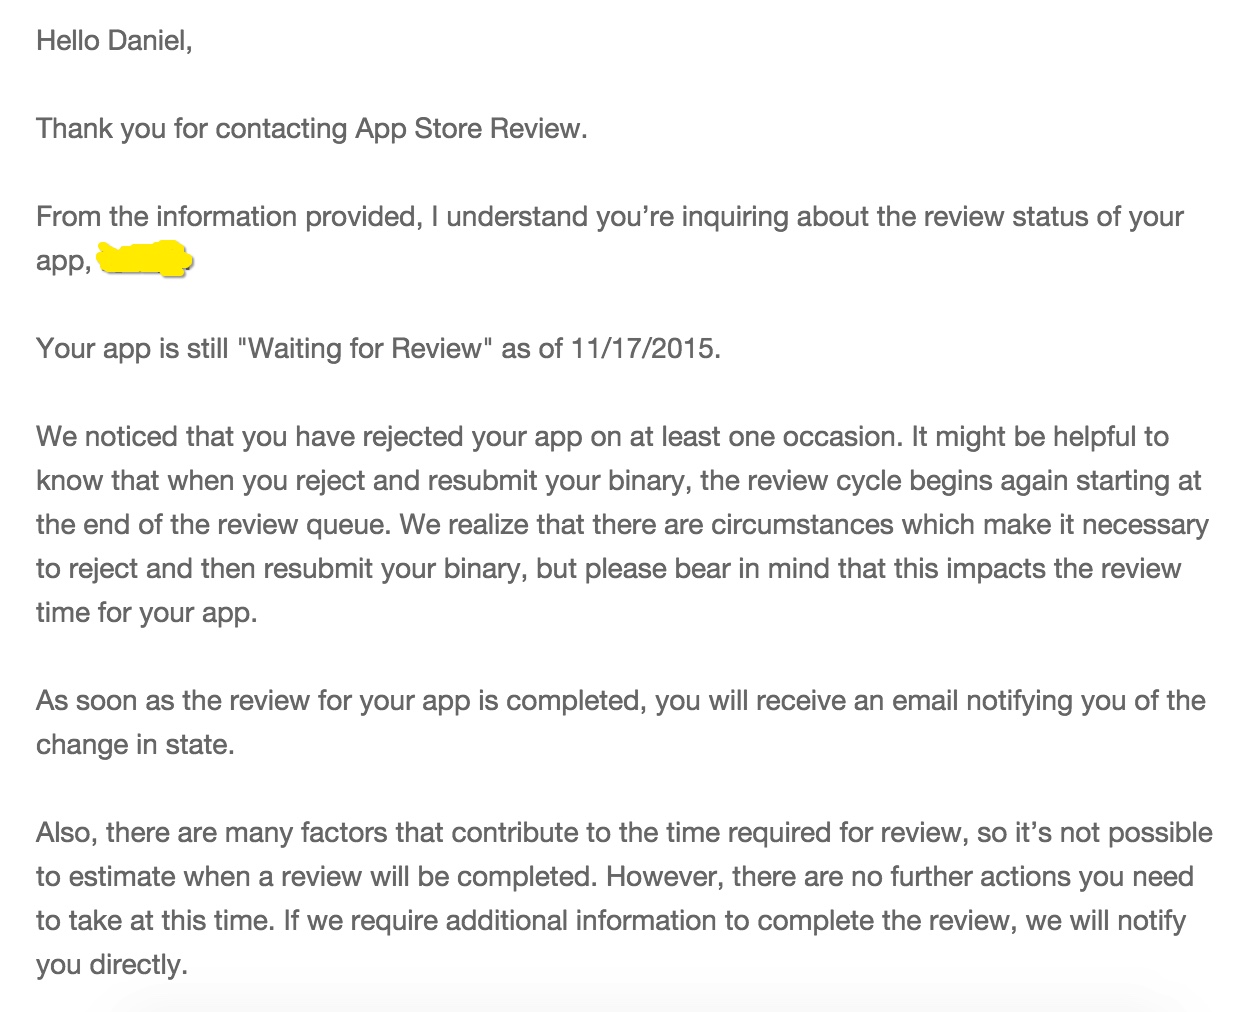 Hello Daniel,
Thank you for contacting App Store Review.
From the information provided, I understand you’re inquiring about the review status of your
app,
Your app is still "Waiting for Review" as of 11/17/2015.
We noticed that you have rejected your app on at least one occasion. It might be helpful to
know that when you reject and resubmit your binary, the review cycle begins again starting at
the end of the review queue. We realize that there are circumstances which make it necessary
to reject and then resubmit your binary, but please bear in mind that this impacts the review
time for your app.
As soon as the review for your app is completed, you will receive an email notifying you of the
change in state.
Also, there are many factors that contribute to the time required for review, so it’s not possible
to estimate when a review will be completed. However, there are no further actions you need
to take at this time. If we require additional information to complete the review, we will notify
you directly.